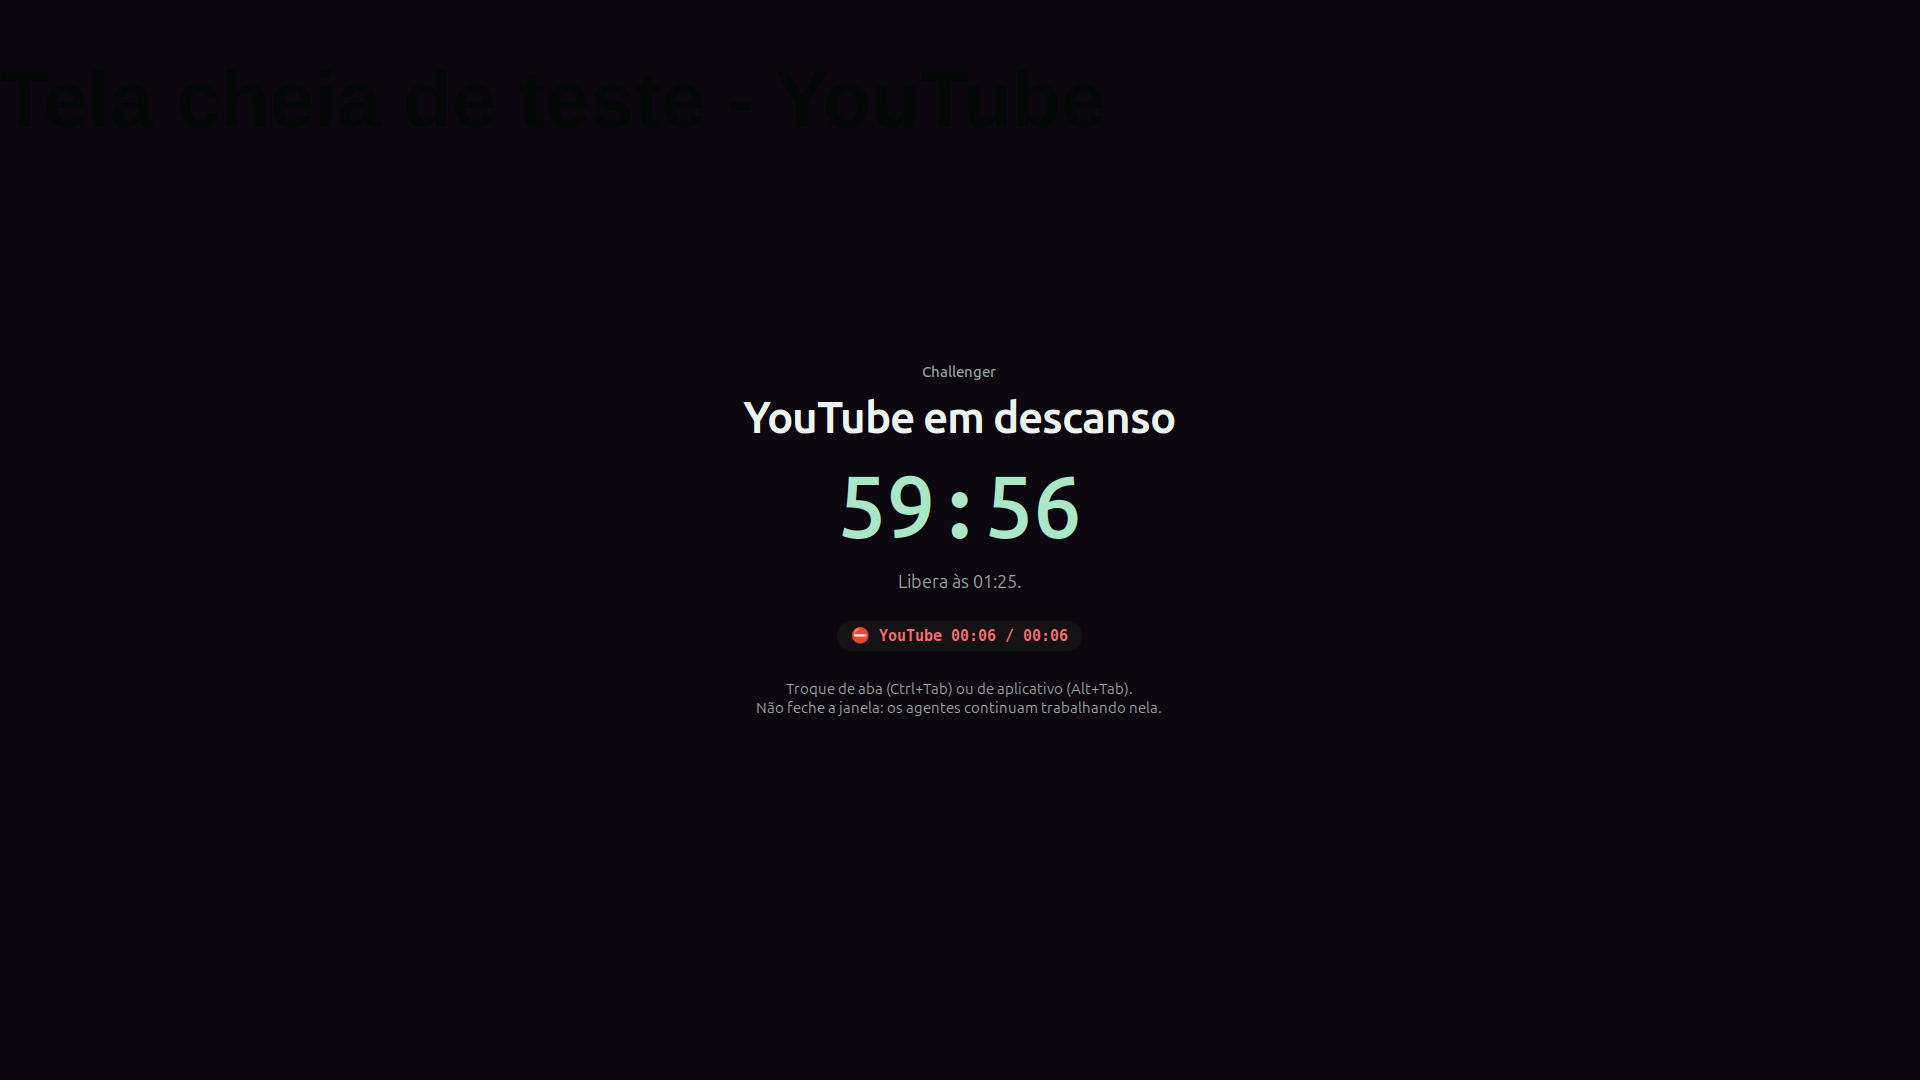 Tela cheia de teste - YouTube
Challenger
YouTube em descanso
59:56
Libera às 01:25.
⛔ YouTube 00:06 / 00:06
Troque de aba (Ctrl+Tab) ou de aplicativo (Alt+Tab).
Não feche a janela: os agentes continuam trabalhando nela.